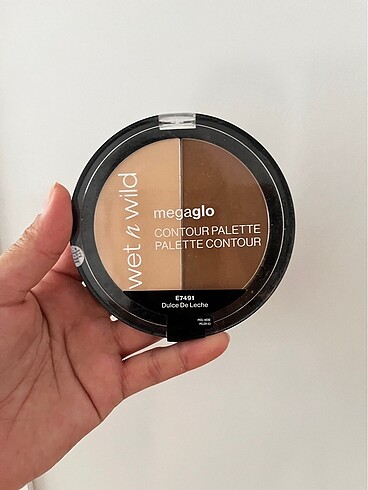 wet n wild
megaglo
CONTOUR PALETTE
PALETTE CONTOUR
E7491
Dulce De Leche